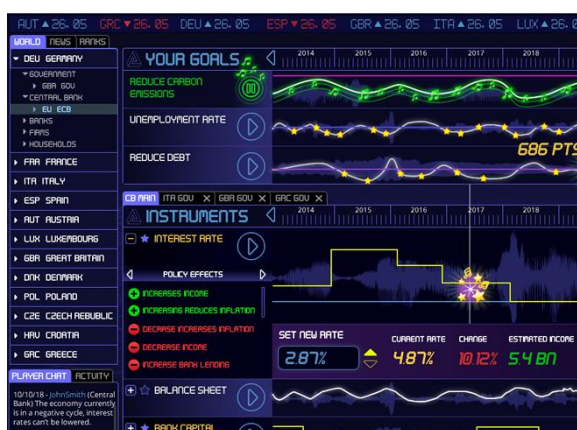 AUT ▲ 26.05 GRC ▼ 26.05 DEU ▲ 26.05 ESP ▼ 26.05 GBR ▲ 26.05 ITA ▲ 26.05 LUX ▲ 26.0
WORLD NEWS RANKS
DEU GERMANY
GOVERNMENT
GBR GOV
CENTRAL BANK
EU ECB
BANKS
FIRMS
HOUSEHOLDS
FRA FRANCE
ITA ITALY
ESP SPAIN
AUT AUSTRIA
LUX LUXEMBOURG
GBR GREAT BRITAIN
DNK DENMARK
POL POLAND
CZE CZECH REBUBLIC
HRV CROATIA
GRC GREECE
PLAYER CHAT ACTVITY
10/10/18 - JohnSmith (Central
Bank) The economy currently
is in a negative cycle, interest
rates can't be lowered.
YOUR GOALS
2014 2015 2016 2017 2018
REDUCE CARBON
EMISSIONS
UNEMPLOYMENT RATE
686 PTS
REDUCE DEBT
CB MAIN ITA GOV X GBR GOV X GRC GOV X
INSTRUMENTS
2014 2015 2016 2017 2018
INTEREST RATE
POLICY EFFECTS
INCREASES INCOME
INCREASING REDUCES INFLATION
DECRARSE INCREASES INFLATION
DECREASE INCOME
INCREASE BANK LENDING
SET NEW RATE CURRENT RATE CHANGE ESTIMATED INCOME
2.87% 4.87% 10.12% 5.4 BN
BALANCE SHEET
BANK CAPITAL